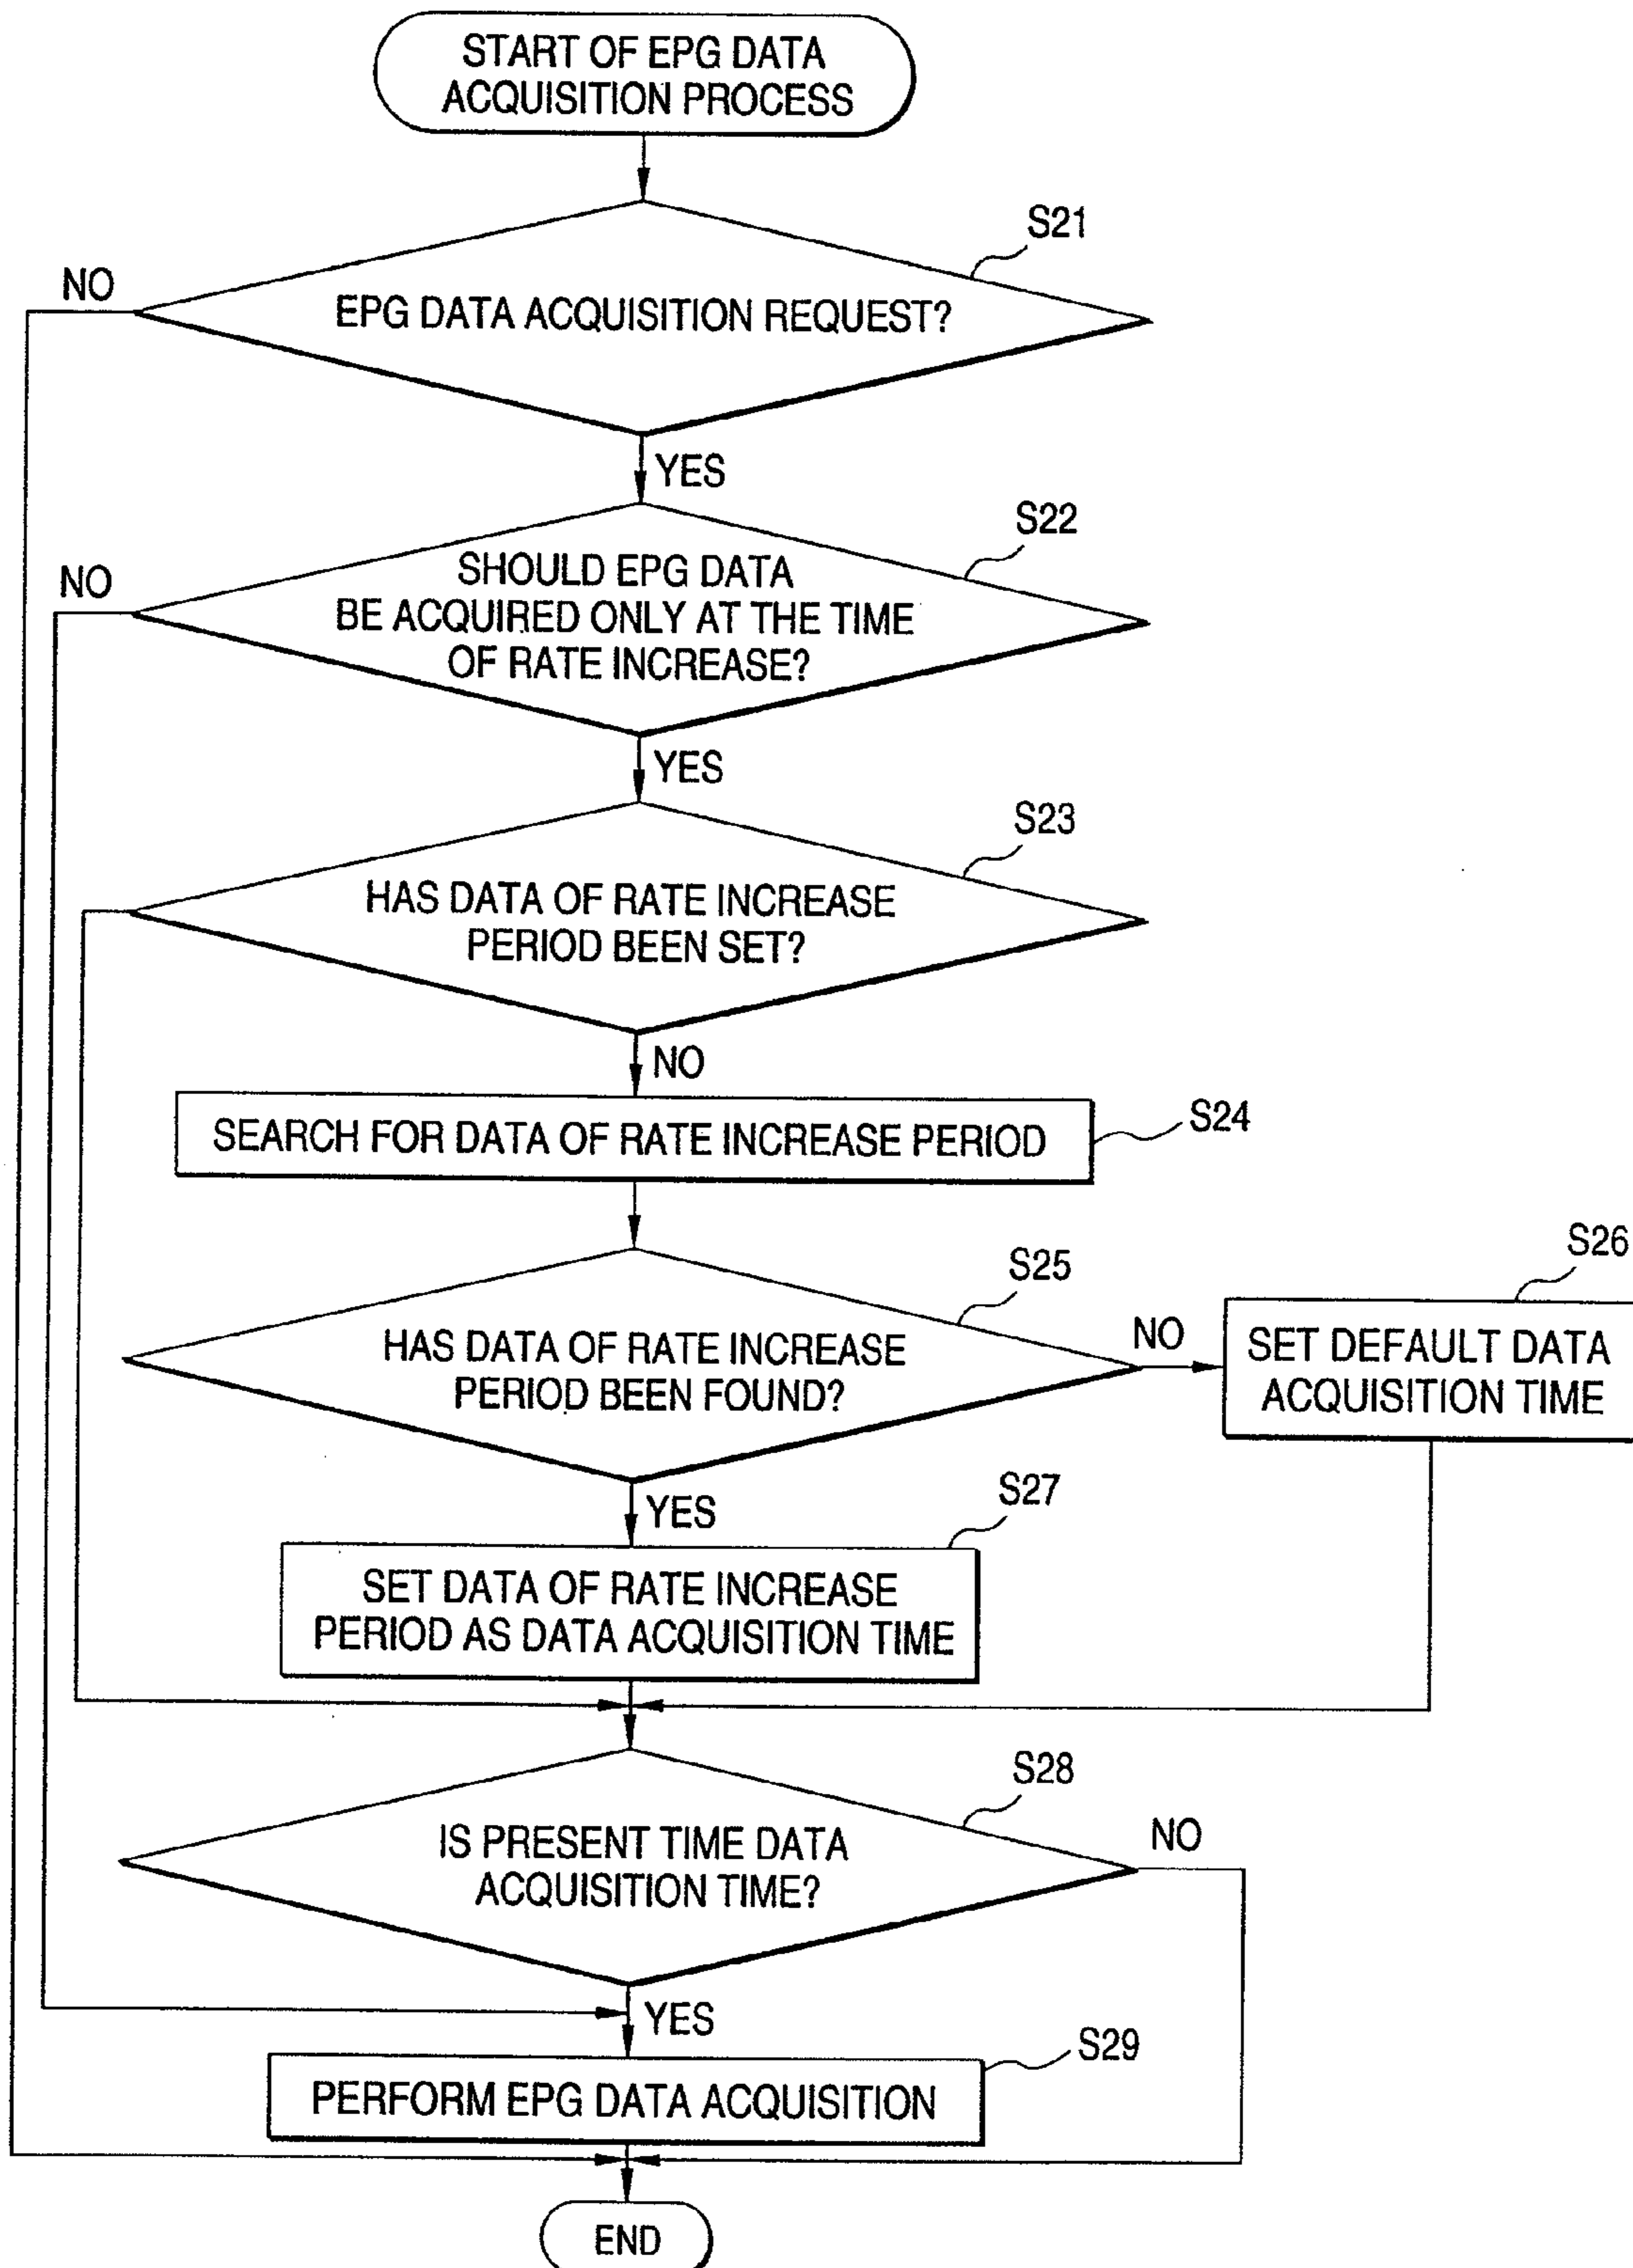 START OF EPG DATA
ACQUISITION PROCESS
S21
NO
EPG DATA ACQUISITION REQUEST?
YES
S22
NO
SHOULD EPG DATA
BE ACQUIRED ONLY AT THE TIME
OF RATE INCREASE?
YES
S23
HAS DATA OF RATE INCREASE
PERIOD BEEN SET?
NO
S24
SEARCH FOR DATA OF RATE INCREASE PERIOD
S25
HAS DATA OF RATE INCREASE
PERIOD BEEN FOUND?
NO
S26
SET DEFAULT DATA
ACQUISITION TIME
YES
S27
SET DATA OF RATE INCREASE
PERIOD AS DATA ACQUISITION TIME
S28
IS PRESENT TIME DATA
ACQUISITION TIME?
NO
YES
S29
PERFORM EPG DATA ACQUISITION
END